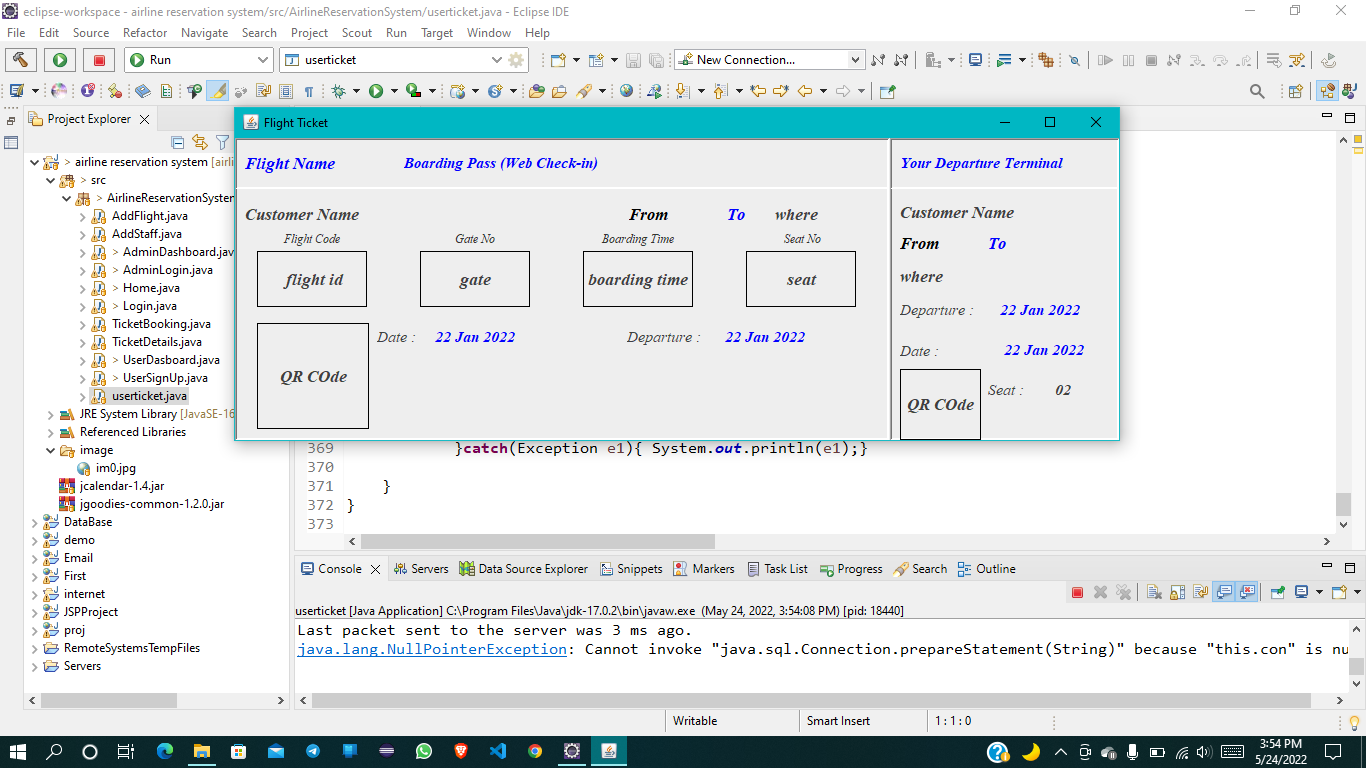 eclipse-workspace - airline reservation system/src/AirlineReservationSystem/userticket.java - Eclipse IDE
File Edit Source Refactor Navigate Search Project Scout Run Target Window Help
Run userticket New Connection...
Project Explorer
airline reservation system [airli
src
AirlineReservationSystem
AddFlight.java
AddStaff.java
AdminDashboard.jav
AdminLogin.java
Home.java
Login.java
TicketBooking.java
TicketDetails.java
UserDasboard.java
UserSignUp.java
userticket.java
JRE System Library [JavaSE-16
Referenced Libraries
image
im0.jpg
jcalendar-1.4.jar
jgoodies-common-1.2.0.jar
DataBase
demo
Email
First
internet
JSPProject
proj
RemoteSystemsTempFiles
Servers
Flight Ticket
Flight Name Boarding Pass (Web Check-in)
Customer Name From To where
Flight Code Gate No Boarding Time Seat No
flight id gate boarding time seat
Date : 22 Jan 2022 Departure : 22 Jan 2022
QR COde
Your Departure Terminal
Customer Name
From To
where
Departure : 22 Jan 2022
Date : 22 Jan 2022
QR COde Seat : 02
369 }catch(Exception e1){ System.out.println(e1);}
370
371 }
372 }
373
Console Servers Data Source Explorer Snippets Markers Task List Progress Search Outline
userticket [Java Application] C:\Program Files\Java\jdk-17.0.2\bin\javaw.exe (May 24, 2022, 3:54:08 PM) [pid: 18440]
Last packet sent to the server was 3 ms ago.
java.lang.NullPointerException: Cannot invoke "java.sql.Connection.prepareStatement(String)" because "this.con" is nu
Writable Smart Insert 1 : 1 : 0
3:54 PM
5/24/2022